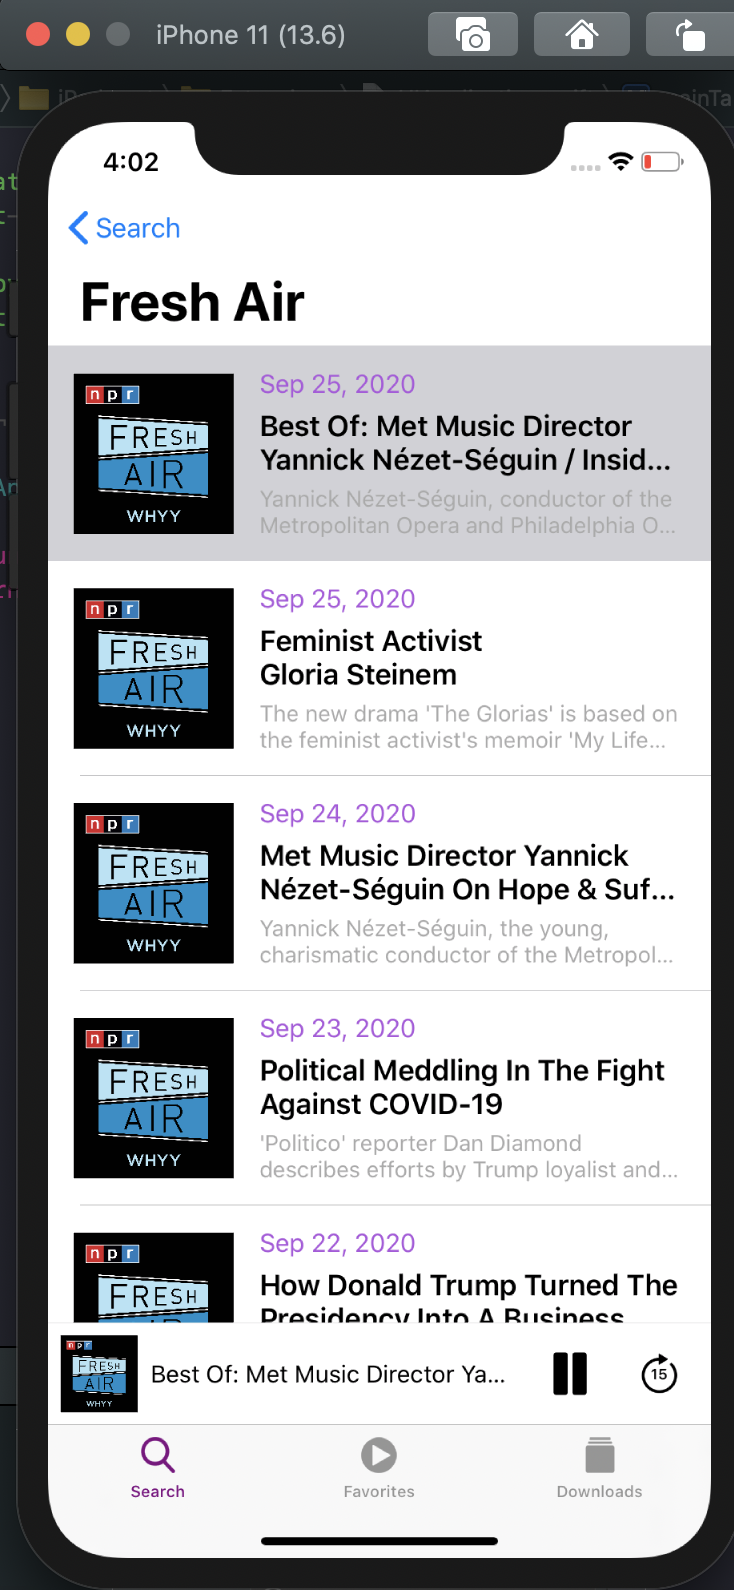 iPhone 11 (13.6)
4:02
Search
Fresh Air
npr
FRESH
AIR
WHYY
Sep 25, 2020
Best Of: Met Music Director
Yannick Nézet-Séguin / Insid...
Yannick Nézet-Séguin, conductor of the
Metropolitan Opera and Philadelphia O...
npr
FRESH
AIR
WHYY
Sep 25, 2020
Feminist Activist
Gloria Steinem
The new drama 'The Glorias' is based on
the feminist activist's memoir 'My Life...
npr
FRESH
AIR
WHYY
Sep 24, 2020
Met Music Director Yannick
Nézet-Séguin On Hope & Suf...
Yannick Nézet-Séguin, the young,
charismatic conductor of the Metropol...
npr
FRESH
AIR
WHYY
Sep 23, 2020
Political Meddling In The Fight
Against COVID-19
'Politico' reporter Dan Diamond
describes efforts by Trump loyalist and...
npr
FRESH
Sep 22, 2020
How Donald Trump Turned The
Presidency Into A Business
npr
FRESH
AIR
WHYY
Best Of: Met Music Director Ya...
15
Search
Favorites
Downloads